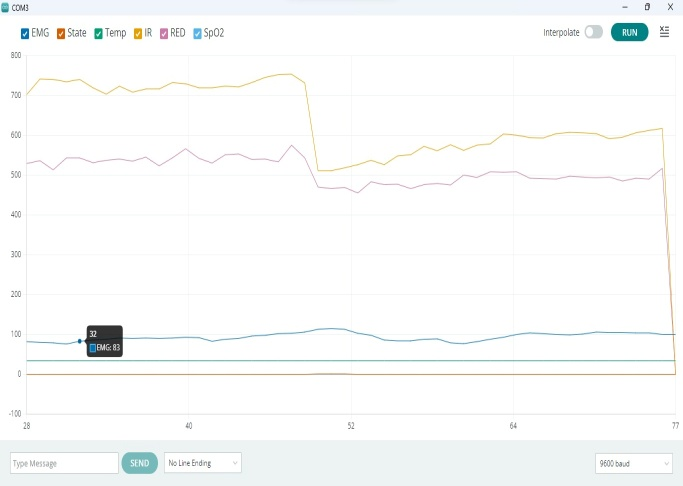 COM3
EMG State Temp IR RED SpO2
Interpolate RUN
800
700
600
500
400
300
200
100
0
-100
32
EMG: 83
28 40 52 64 77
Type Message SEND No Line Ending 9600 baud